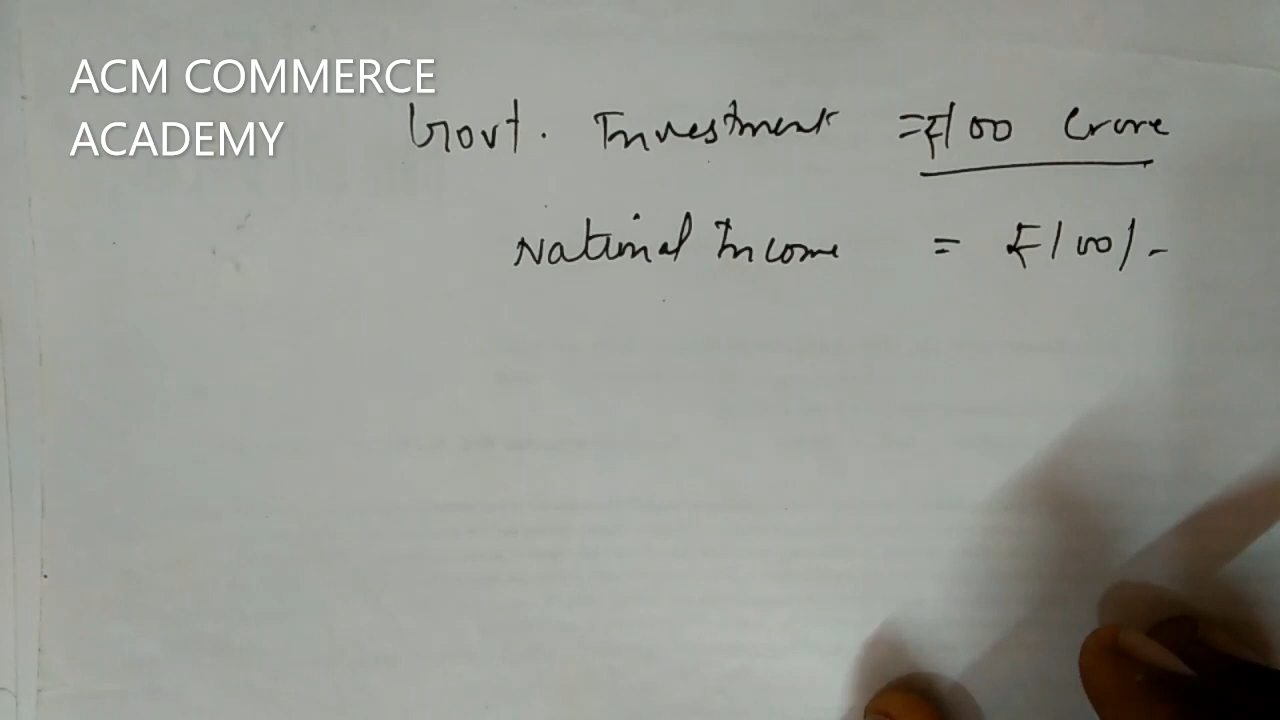 ACM COMMERCE
ACADEMY
Govt. Investment = ₹100 Crore
National Income = ₹100/-